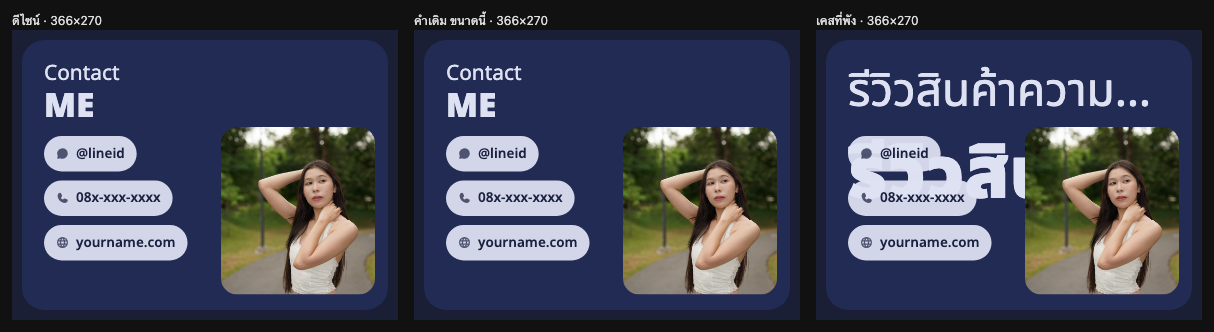 ดีไซน์ · 366×270
Contact
ME
@lineid
08x-xxx-xxxx
yourname.com
คำเดิม ขนาดนี้ · 366×270
Contact
ME
@lineid
08x-xxx-xxxx
yourname.com
เคสที่พัง · 366×270
รีวิวสินค้าความ...
@lineid
08x-xxx-xxxx
yourname.com